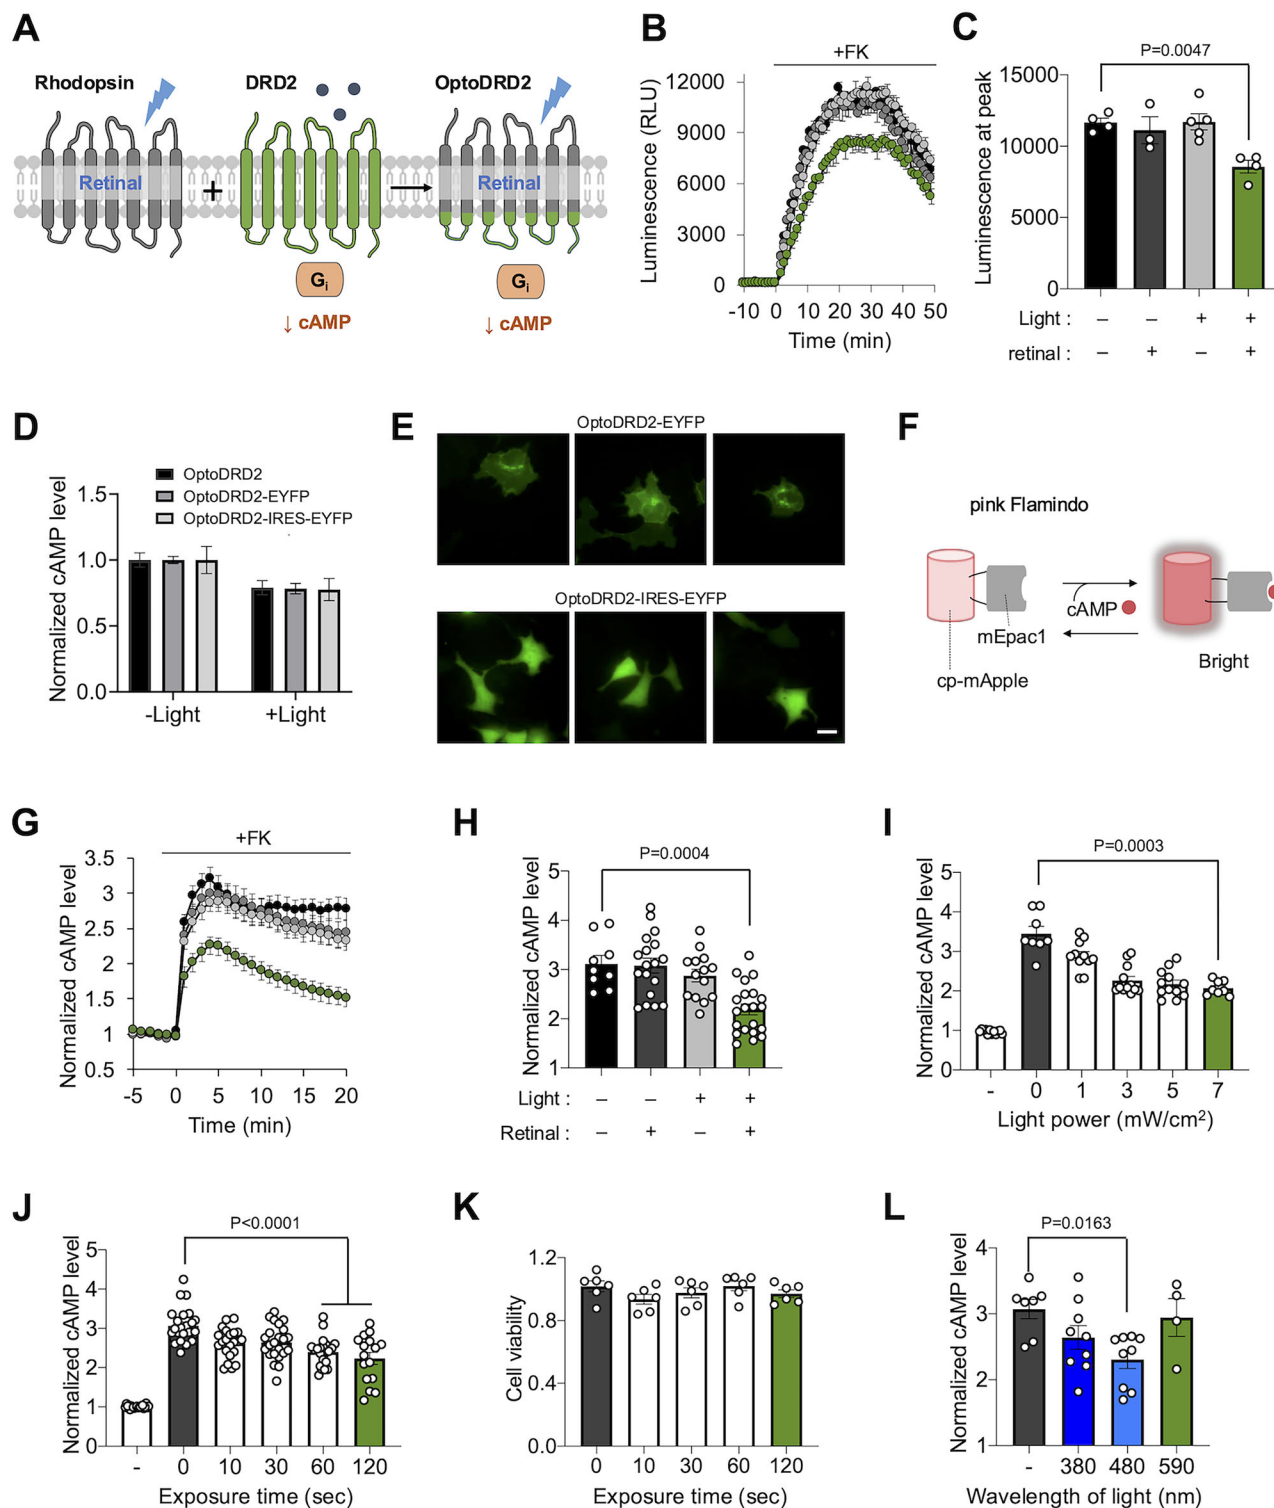 A
Rhodopsin
DRD2
OptoDRD2
Retinal
+
Retinal
Gi
Gi
↓ cAMP
↓ cAMP
B
+FK
Luminescence (RLU)
12000
9000
6000
3000
0
-10 0 10 20 30 40 50
Time (min)
C
P=0.0047
Luminescence at peak
15000
10000
5000
0
Light : – – + +
retinal : – + – +
D
OptoDRD2
OptoDRD2-EYFP
OptoDRD2-IRES-EYFP
Normalized cAMP level
1.5
1.0
0.5
0.0
-Light +Light
E
OptoDRD2-EYFP
OptoDRD2-IRES-EYFP
F
pink Flamindo
cAMP
mEpac1
cp-mApple
Bright
G
+FK
Normalized cAMP level
3.5
3
2.5
2
1.5
1
0.5
-5 0 5 10 15 20
Time (min)
H
P=0.0004
Normalized cAMP level
5
4
3
2
1
Light : – – + +
Retinal : – + – +
I
P=0.0003
Normalized cAMP level
5
4
3
2
1
0
- 0 1 3 5 7
Light power (mW/cm²)
J
P<0.0001
Normalized cAMP level
5
4
3
2
1
0
- 0 10 30 60 120
Exposure time (sec)
K
Cell viability
1.2
0.8
0.4
0.0
0 10 30 60 120
Exposure time (sec)
L
P=0.0163
Normalized cAMP level
4
3
2
1
- 380 480 590
Wavelength of light (nm)